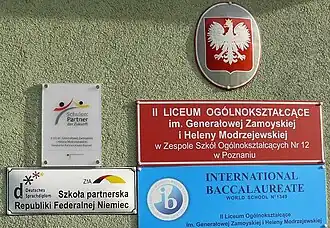 II LICEUM OGÓLNOKSZTAŁCĄCE
im. Generałowej Zamoyskiej
i Heleny Modrzejewskiej
w Zespole Szkół Ogólnokształcących Nr 12
w Poznaniu
Schulen:
Partner
der Zukunft
d
Deutsches
Sprachdiplom
ZfA
Szkoła partnerska
Republiki Federalnej Niemiec
INTERNATIONAL
BACCALAUREATE
WORLD SCHOOL
II Liceum Ogólnokształcące
im. Generałowej Zamoyskiej i Heleny Modrzejewskiej